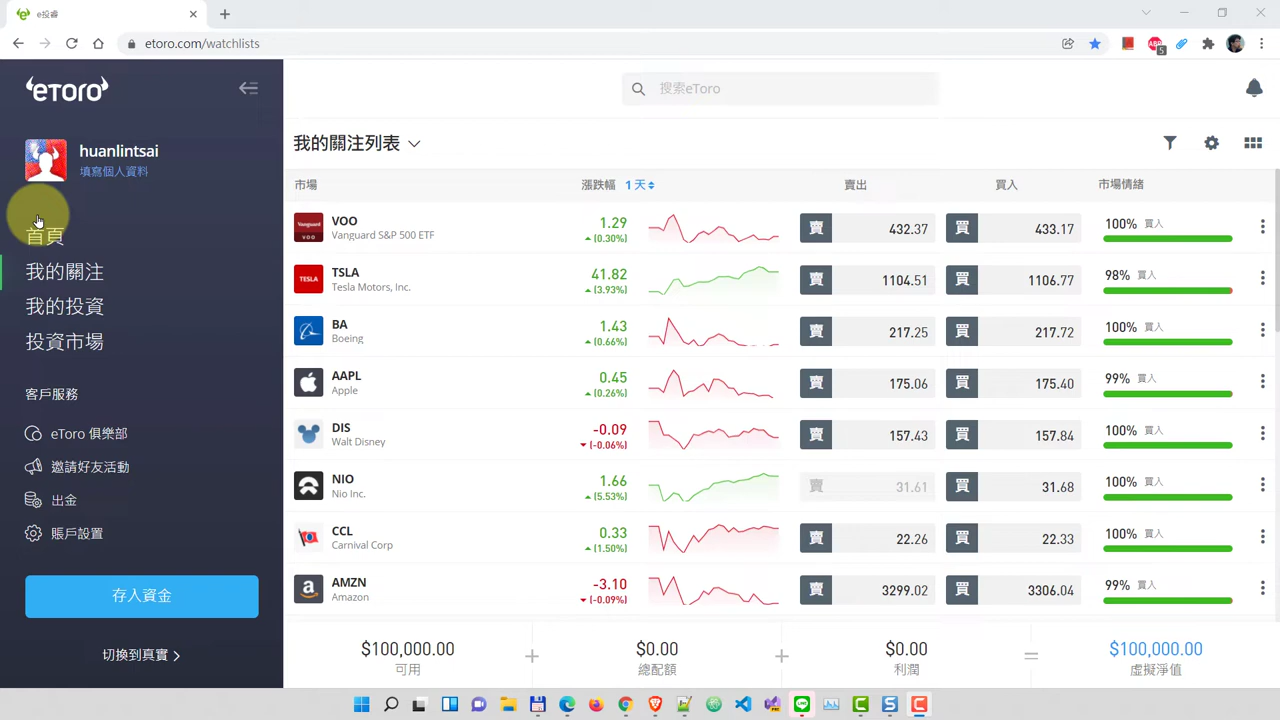 e投睿
etoro.com/watchlists
ABP
5
eToro
huanlintsai
填寫個人資料
首頁
我的關注
我的投資
投資市場
客戶服務
eToro 俱樂部
邀請好友活動
出金
賬戶設置
存入資金
切換到真實
搜索eToro
我的關注列表
市場 漲跌幅 1 天 賣出 買入 市場情緒
Vanguard VOO
VOO 1.29 賣 432.37 買 433.17 100% 買入
Vanguard S&P 500 ETF (0.30%)
TESLA
TSLA 41.82 賣 1104.51 買 1106.77 98% 買入
Tesla Motors, Inc. (3.93%)
BA 1.43 賣 217.25 買 217.72 100% 買入
Boeing (0.66%)
AAPL 0.45 賣 175.06 買 175.40 99% 買入
Apple (0.26%)
DIS -0.09 賣 157.43 買 157.84 100% 買入
Walt Disney (-0.06%)
NIO 1.66 賣 31.61 買 31.68 100% 買入
Nio Inc. (5.53%)
CCL 0.33 賣 22.26 買 22.33 100% 買入
Carnival Corp (1.50%)
AMZN -3.10 賣 3299.02 買 3306.04 99% 買入
Amazon (-0.09%)
$100,000.00 + $0.00 + $0.00 = $100,000.00
可用 總配額 利潤 虛擬淨值